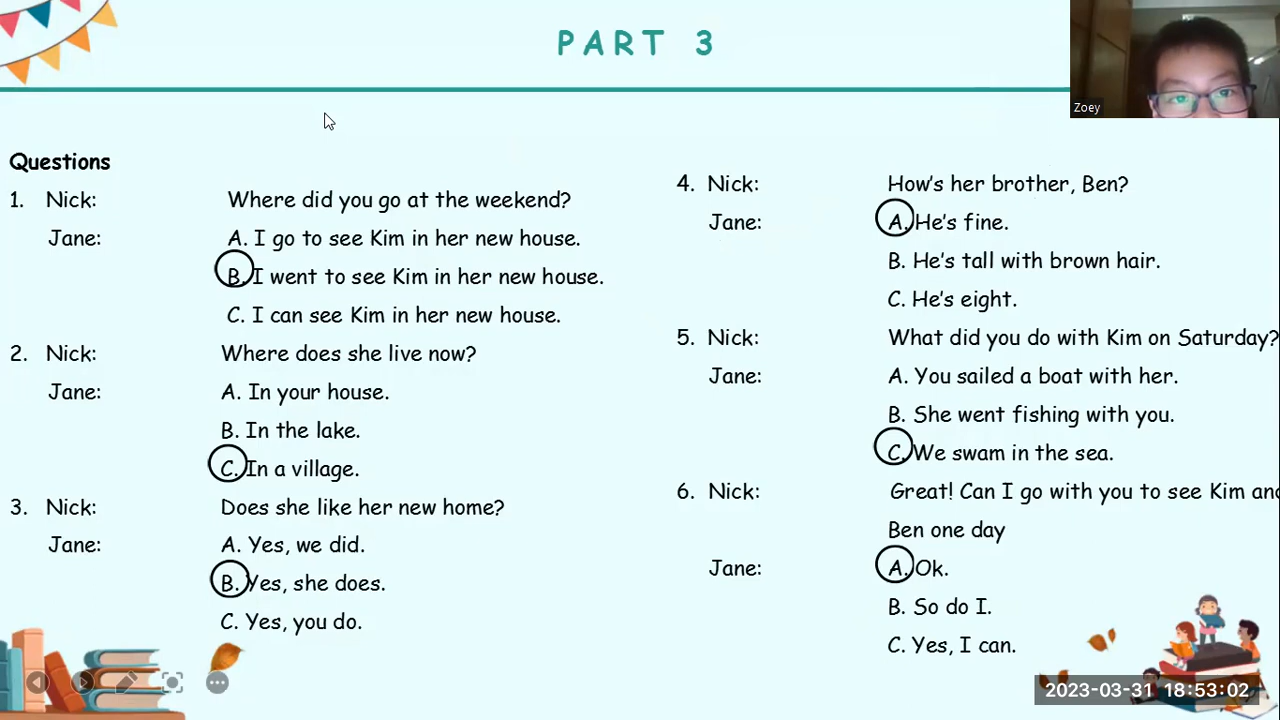 PART 3
Zoey
Questions
1. Nick: Where did you go at the weekend?
Jane: A. I go to see Kim in her new house.
B. I went to see Kim in her new house.
C. I can see Kim in her new house.
2. Nick: Where does she live now?
Jane: A. In your house.
B. In the lake.
C. In a village.
3. Nick: Does she like her new home?
Jane: A. Yes, we did.
B. Yes, she does.
C. Yes, you do.
4. Nick: How's her brother, Ben?
Jane: A. He's fine.
B. He's tall with brown hair.
C. He's eight.
5. Nick: What did you do with Kim on Saturday?
Jane: A. You sailed a boat with her.
B. She went fishing with you.
C. We swam in the sea.
6. Nick: Great! Can I go with you to see Kim and
Ben one day
Jane: A. Ok.
B. So do I.
C. Yes, I can.
2023-03-31 18:53:02